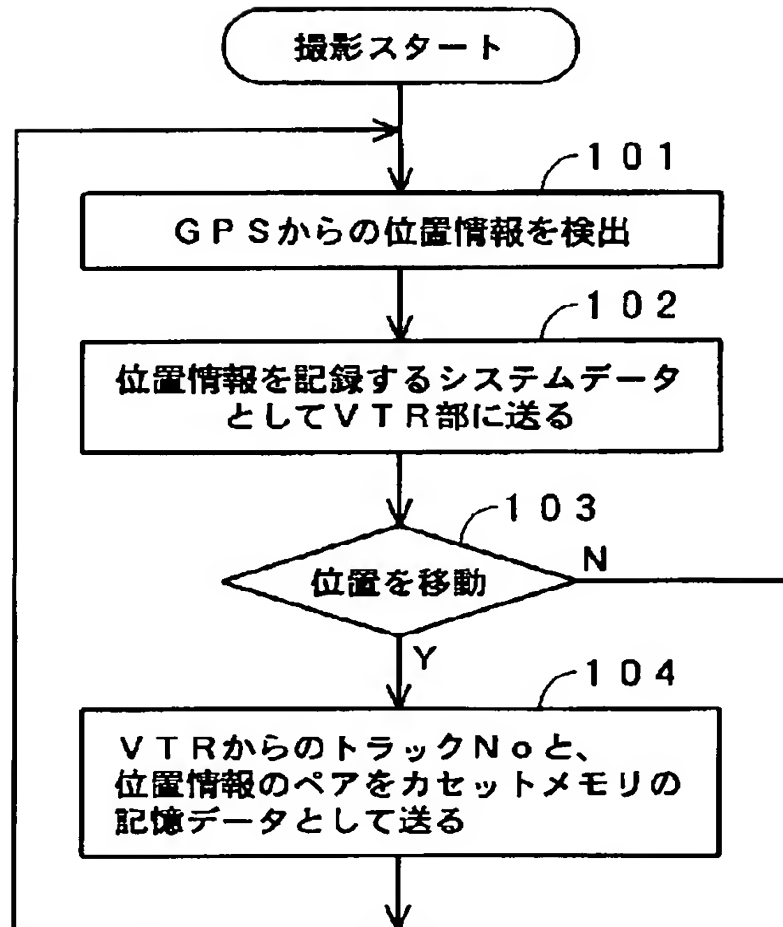 撮影スタート
101
GPSからの位置情報を検出
102
位置情報を記録するシステムデータ
としてVTR部に送る
103
位置を移動
N
Y
104
VTRからのトラックNoと、
位置情報のペアをカセットメモリの
記憶データとして送る